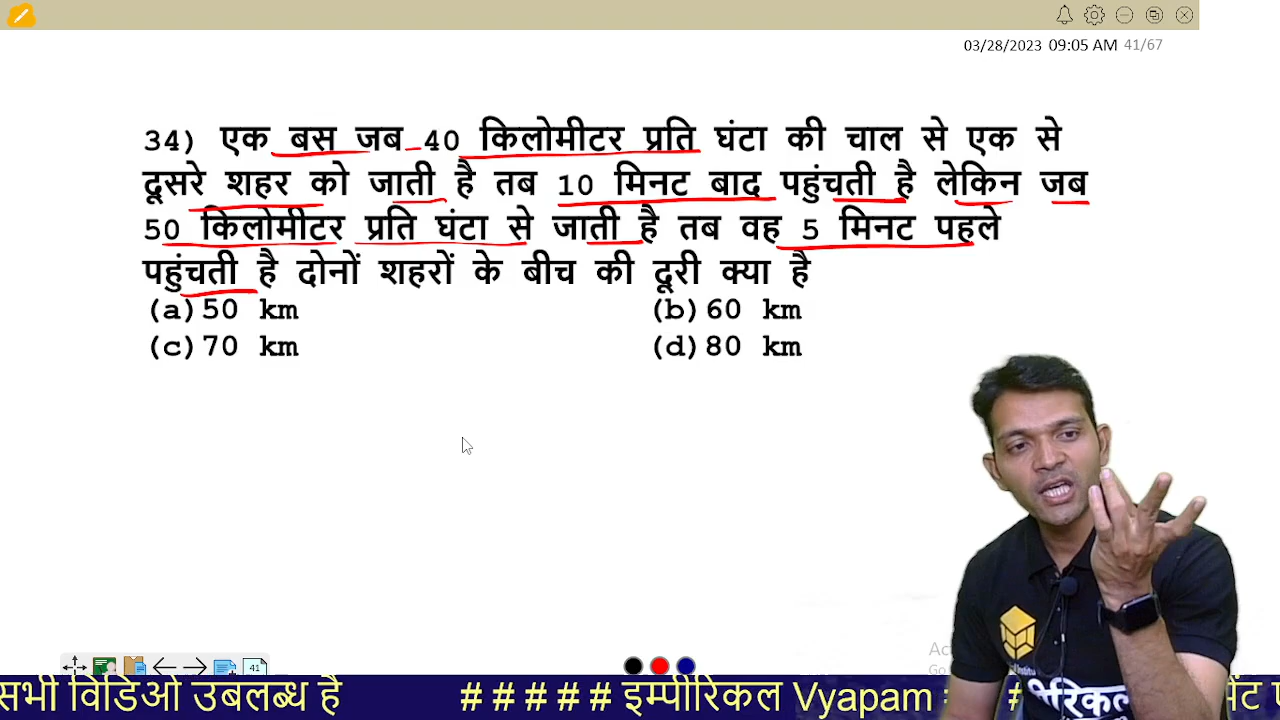 03/28/2023 09:05 AM 41/67
34) एक बस जब 40 किलोमीटर प्रति घंटा की चाल से एक से
दूसरे शहर को जाती है तब 10 मिनट बाद पहुंचती है लेकिन जब
50 किलोमीटर प्रति घंटा से जाती है तब वह 5 मिनट पहले
पहुंचती है दोनों शहरों के बीच की दूरी क्या है
(a) 50 km (b) 60 km
(c) 70 km (d) 80 km
41
सभी विडिओ उबलब्ध है # # # # # इम्पीरिकल Vyapam